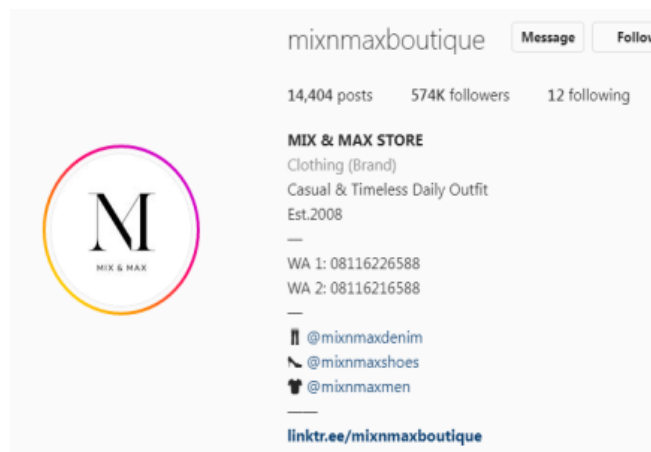 mixnmaxboutique Message Follow
14,404 posts 574K followers 12 following
MIX & MAX STORE
Clothing (Brand)
Casual & Timeless Daily Outfit
Est.2008
—
WA 1: 08116226588
WA 2: 08116216588
—
@mixnmaxdenim
@mixnmaxshoes
@mixnmaxmen
——
linktr.ee/mixnmaxboutique
M
MIX & MAX